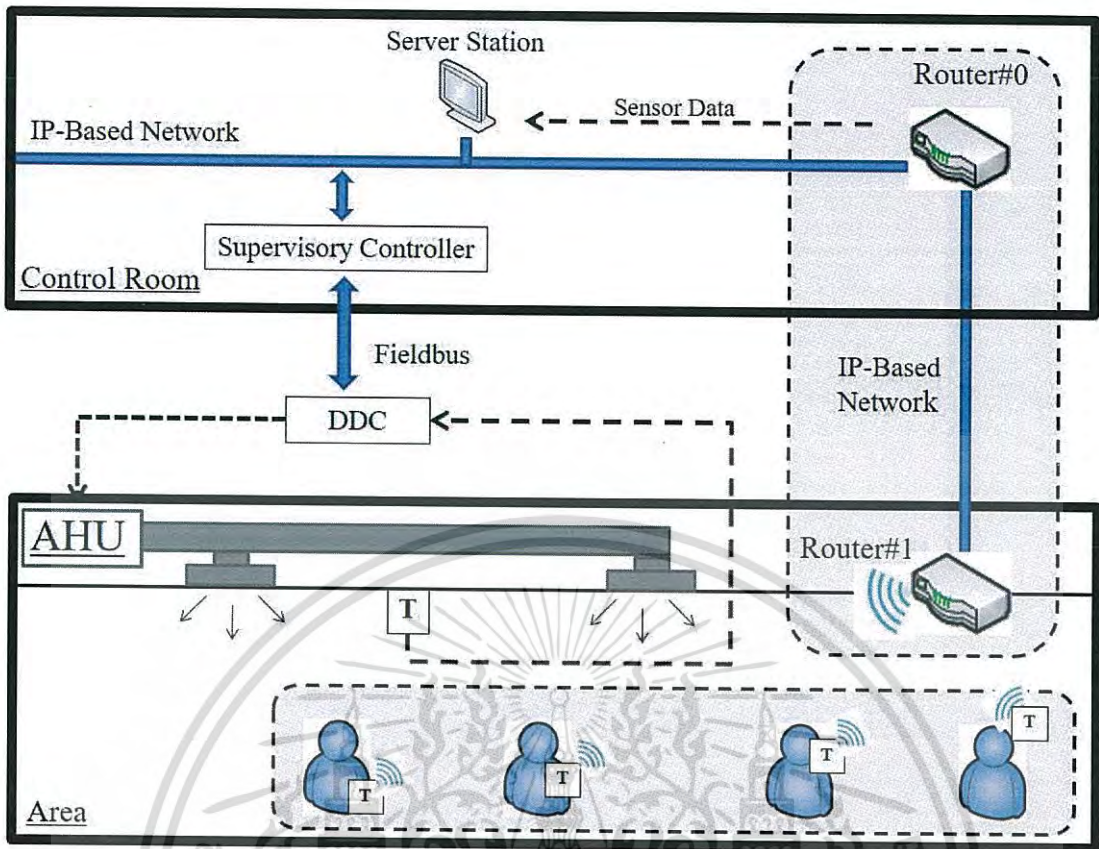 Server Station
Router#0
Sensor Data
IP-Based Network
Supervisory Controller
Control Room
Fieldbus
IP-Based
Network
DDC
AHU
Router#1
T
T
T
T
T
Area